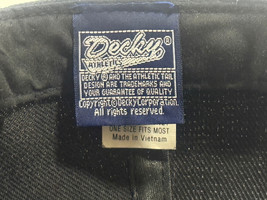 Decky®
ATHLETICS
DECKY ® AND THE ATHLETIC TAIL
DESIGN ARE TRADEMARKS AND
YOUR GUARANTEE OF QUALITY
Copyright© Decky Corporation.
All rights reserved.
ONE SIZE FITS MOST
Made in Vietnam